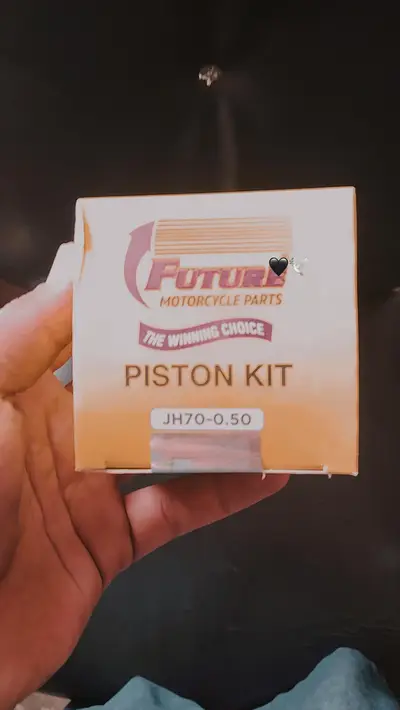 FUTURE
MOTORCYCLE PARTS
THE WINNING CHOICE
PISTON KIT
JH70-0,50